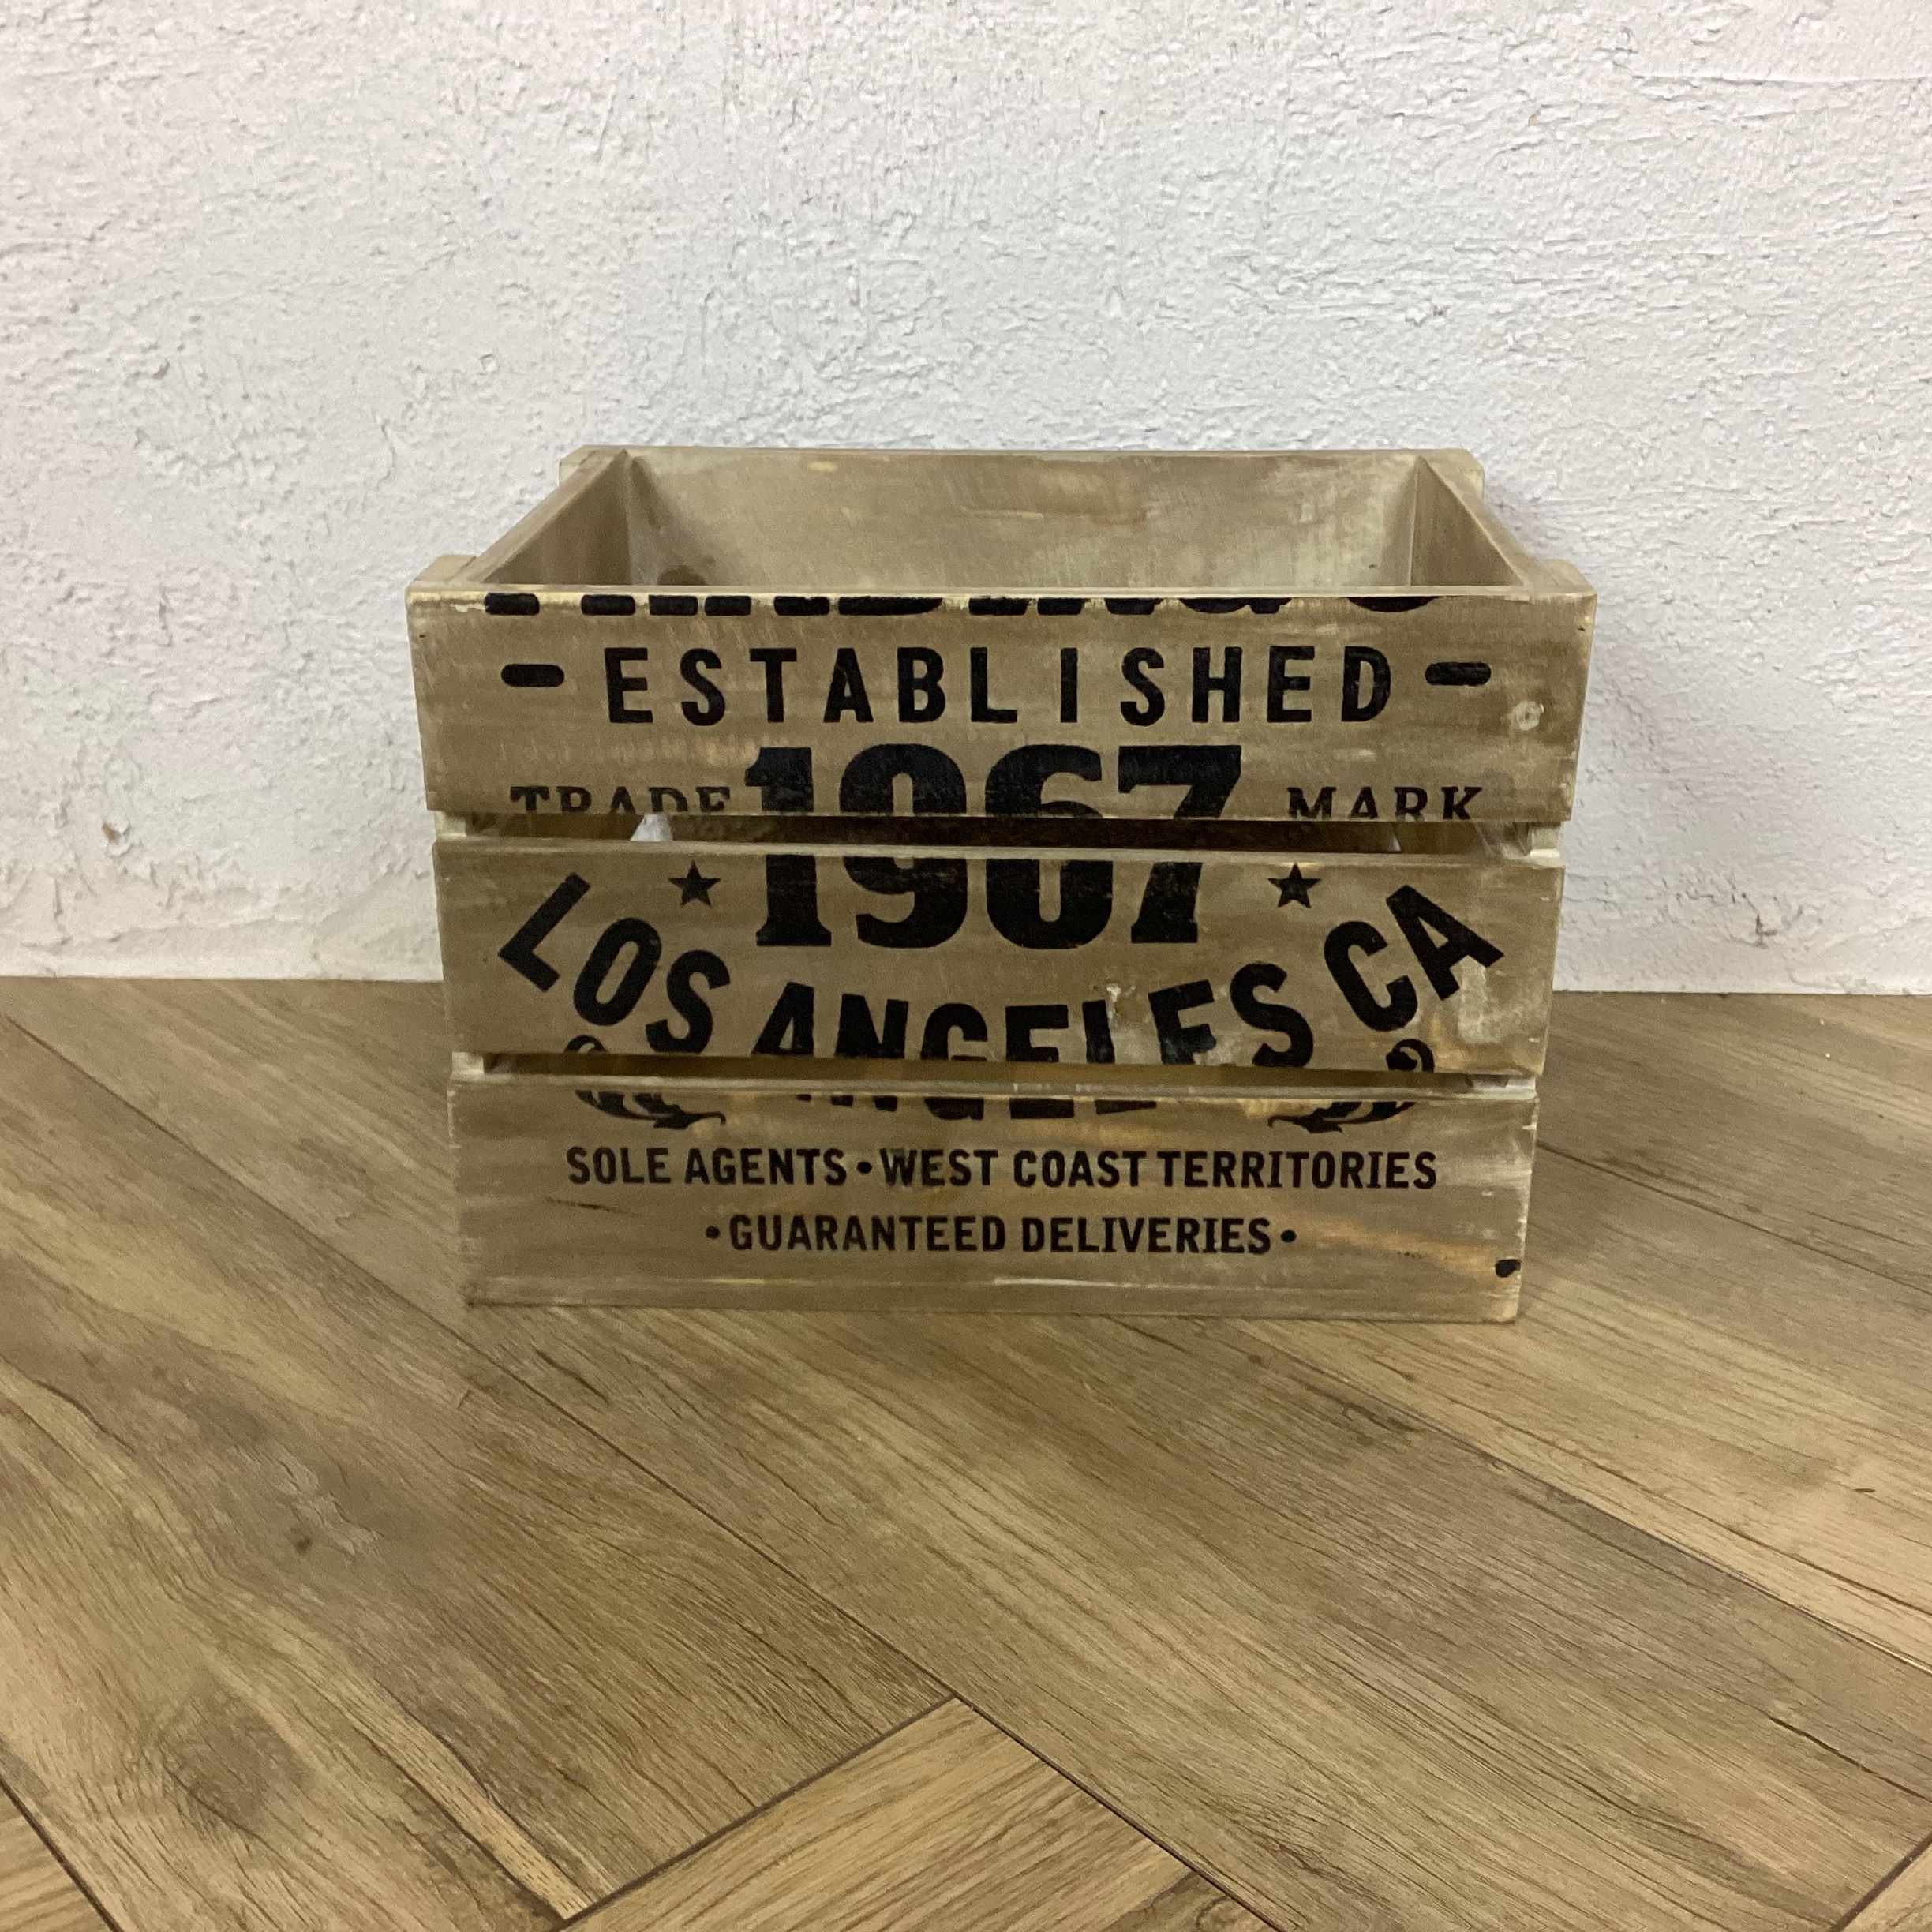 - ESTABLISHED -
TRADE 1967 MARK
LOS ANGELES CA
SOLE AGENTS • WEST COAST TERRITORIES
• GUARANTEED DELIVERIES •